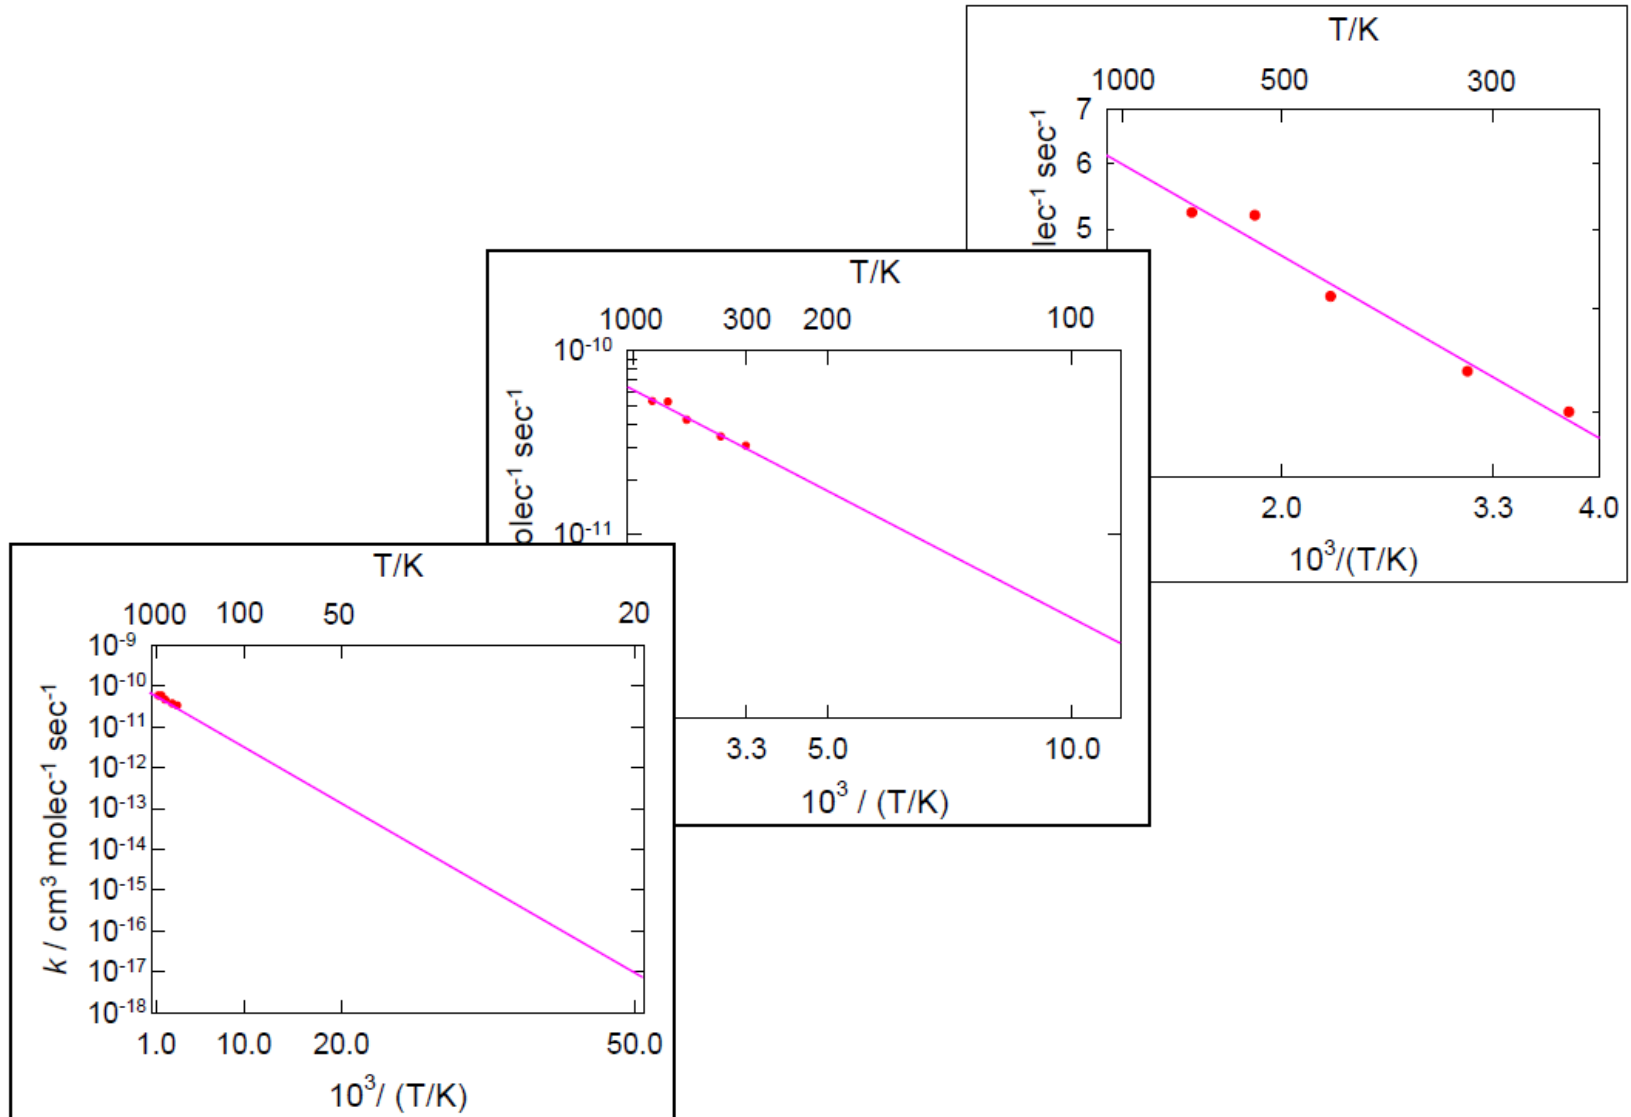 T/K
1000 500 300
7
6
5
lec⁻¹ sec⁻¹
2.0 3.3 4.0
10³/(T/K)
T/K
1000 300 200 100
10⁻¹⁰
10⁻¹¹
olec⁻¹ sec⁻¹
3.3 5.0 10.0
10³ / (T/K)
T/K
1000 100 50 20
10⁻⁹
10⁻¹⁰
10⁻¹¹
10⁻¹²
10⁻¹³
10⁻¹⁴
10⁻¹⁵
10⁻¹⁶
10⁻¹⁷
10⁻¹⁸
k / cm³ molec⁻¹ sec⁻¹
1.0 10.0 20.0 50.0
10³/ (T/K)